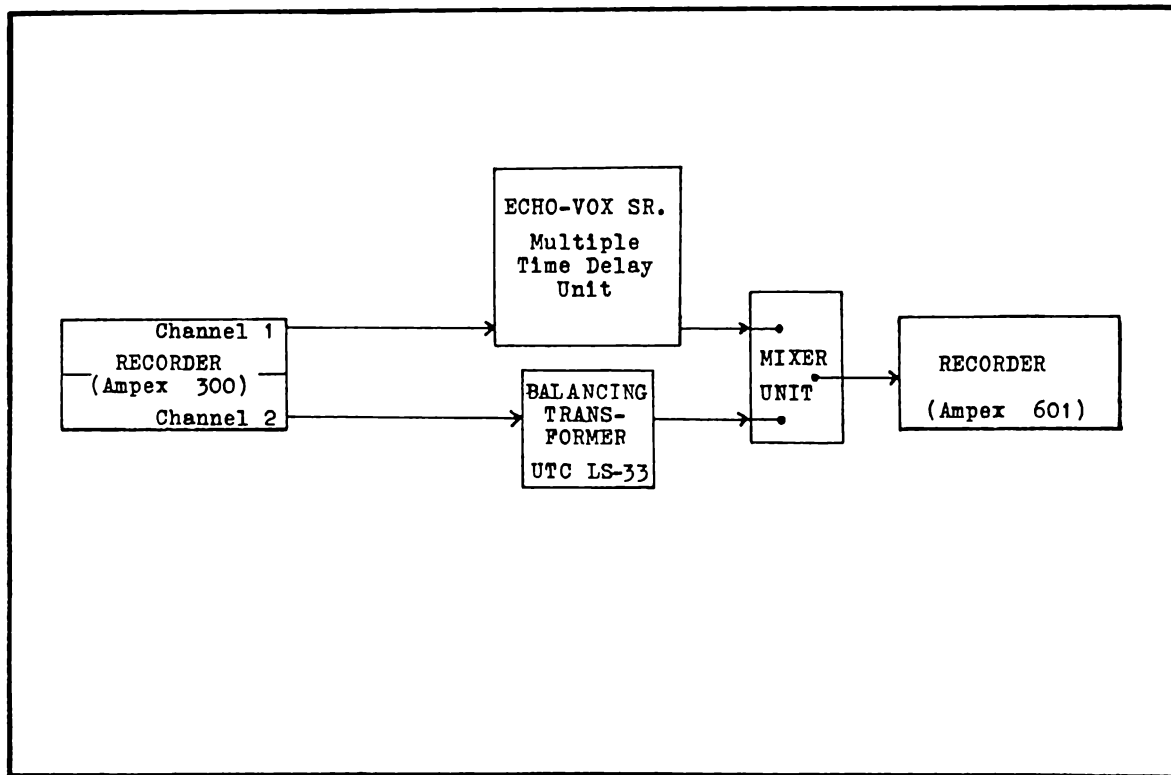 ECHO-VOX SR.
Multiple
Time Delay
Unit
Channel 1
RECORDER
(Ampex 300)
Channel 2
BALANCING
TRANS-
FORMER
UTC LS-33
MIXER
UNIT
RECORDER
(Ampex 601)